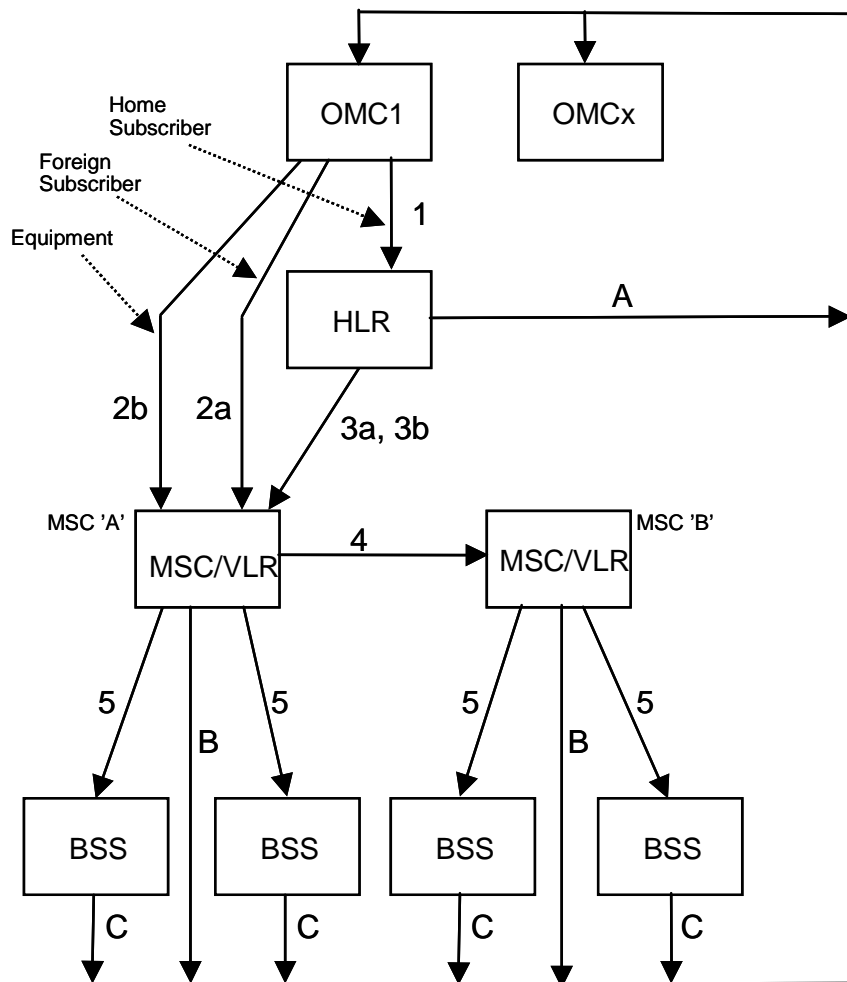 OMC1
OMCx
Home
Subscriber
Foreign
Subscriber
Equipment
1
HLR
A
2b
2a
3a, 3b
MSC 'A'
MSC/VLR
4
MSC/VLR
MSC 'B'
5
B
5
5
B
5
BSS
BSS
BSS
BSS
C
C
C
C